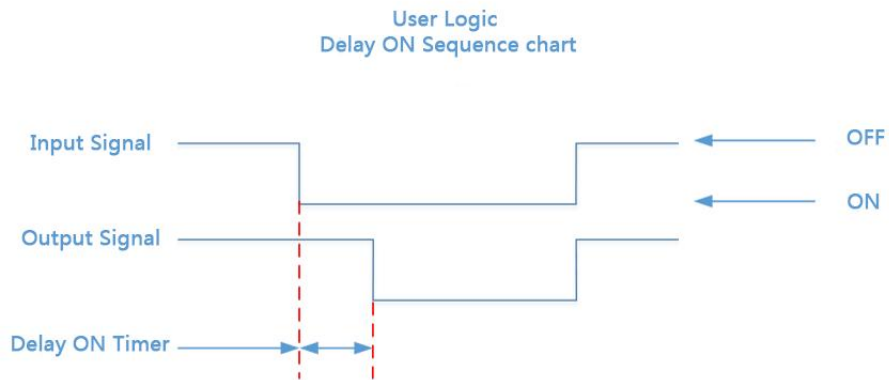 User Logic
Delay ON Sequence chart
Input Signal
OFF
ON
Output Signal
Delay ON Timer